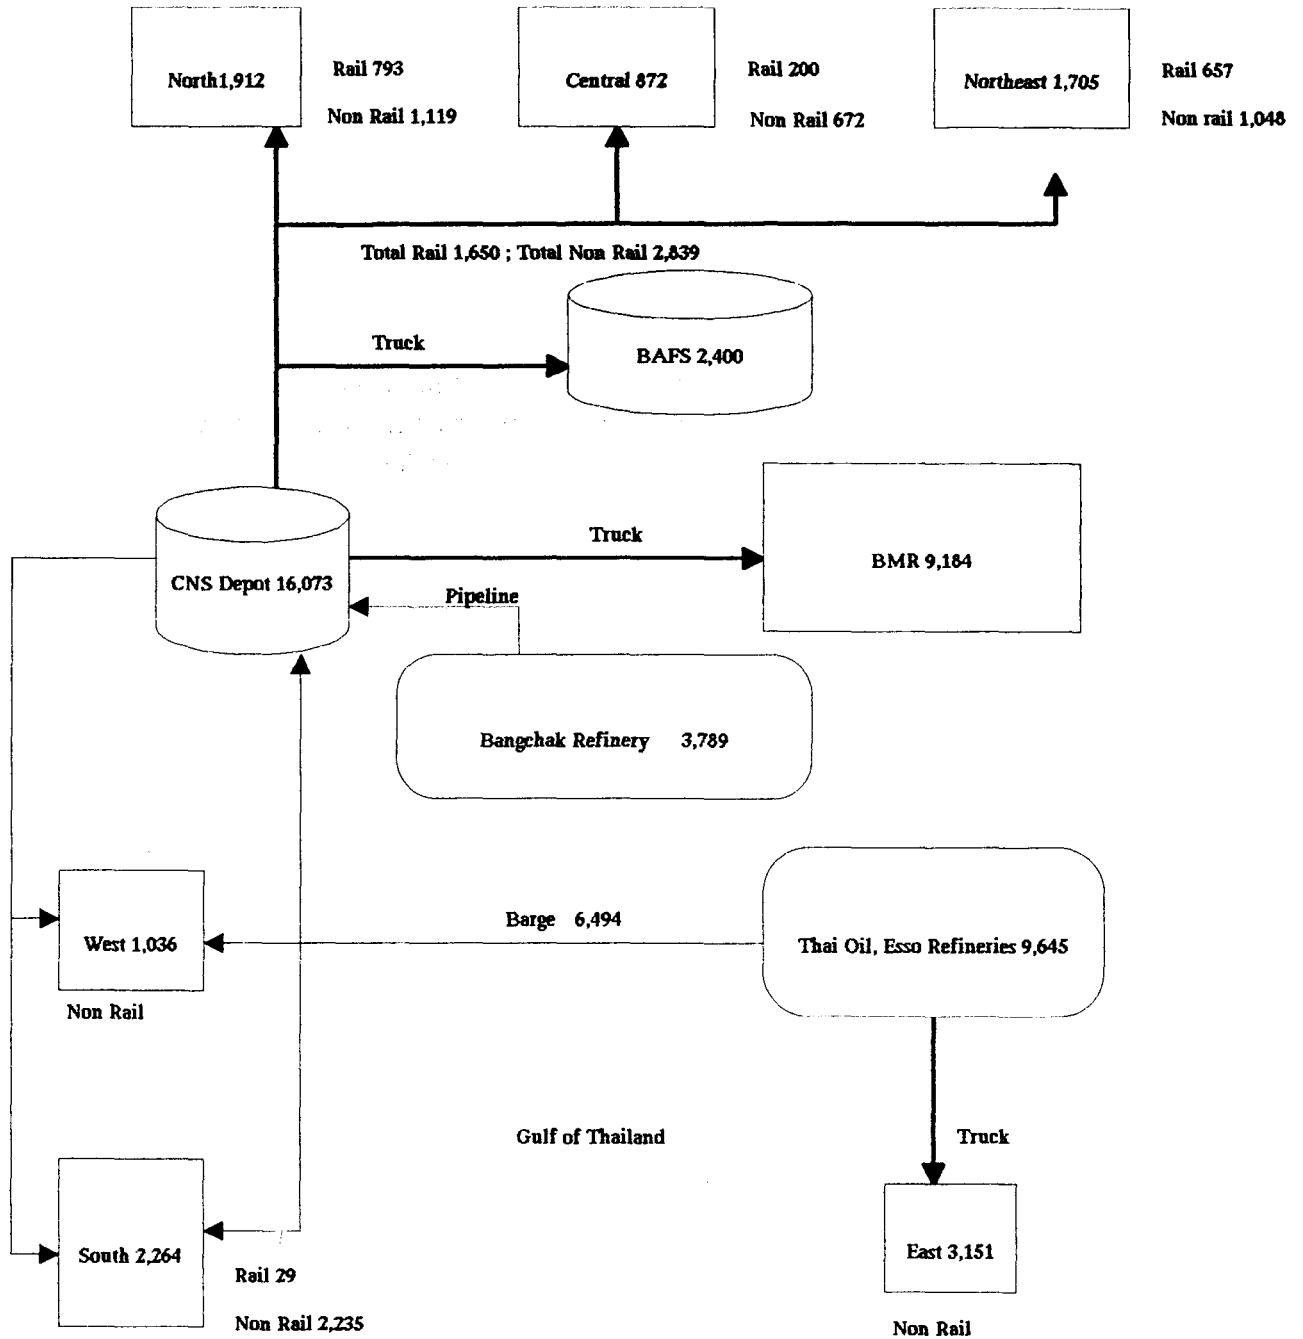 North1,912
Rail 793
Non Rail 1,119
Central 872
Rail 200
Non Rail 672
Northeast 1,705
Rail 657
Non rail 1,048
Total Rail 1,650 ; Total Non Rail 2,839
Truck
BAFS 2,400
Truck
BMR 9,184
CNS Depot 16,073
Pipeline
Bangchak Refinery 3,789
West 1,036
Non Rail
Barge 6,494
Thai Oil, Esso Refineries 9,645
Gulf of Thailand
Truck
South 2,264
Rail 29
Non Rail 2,235
East 3,151
Non Rail